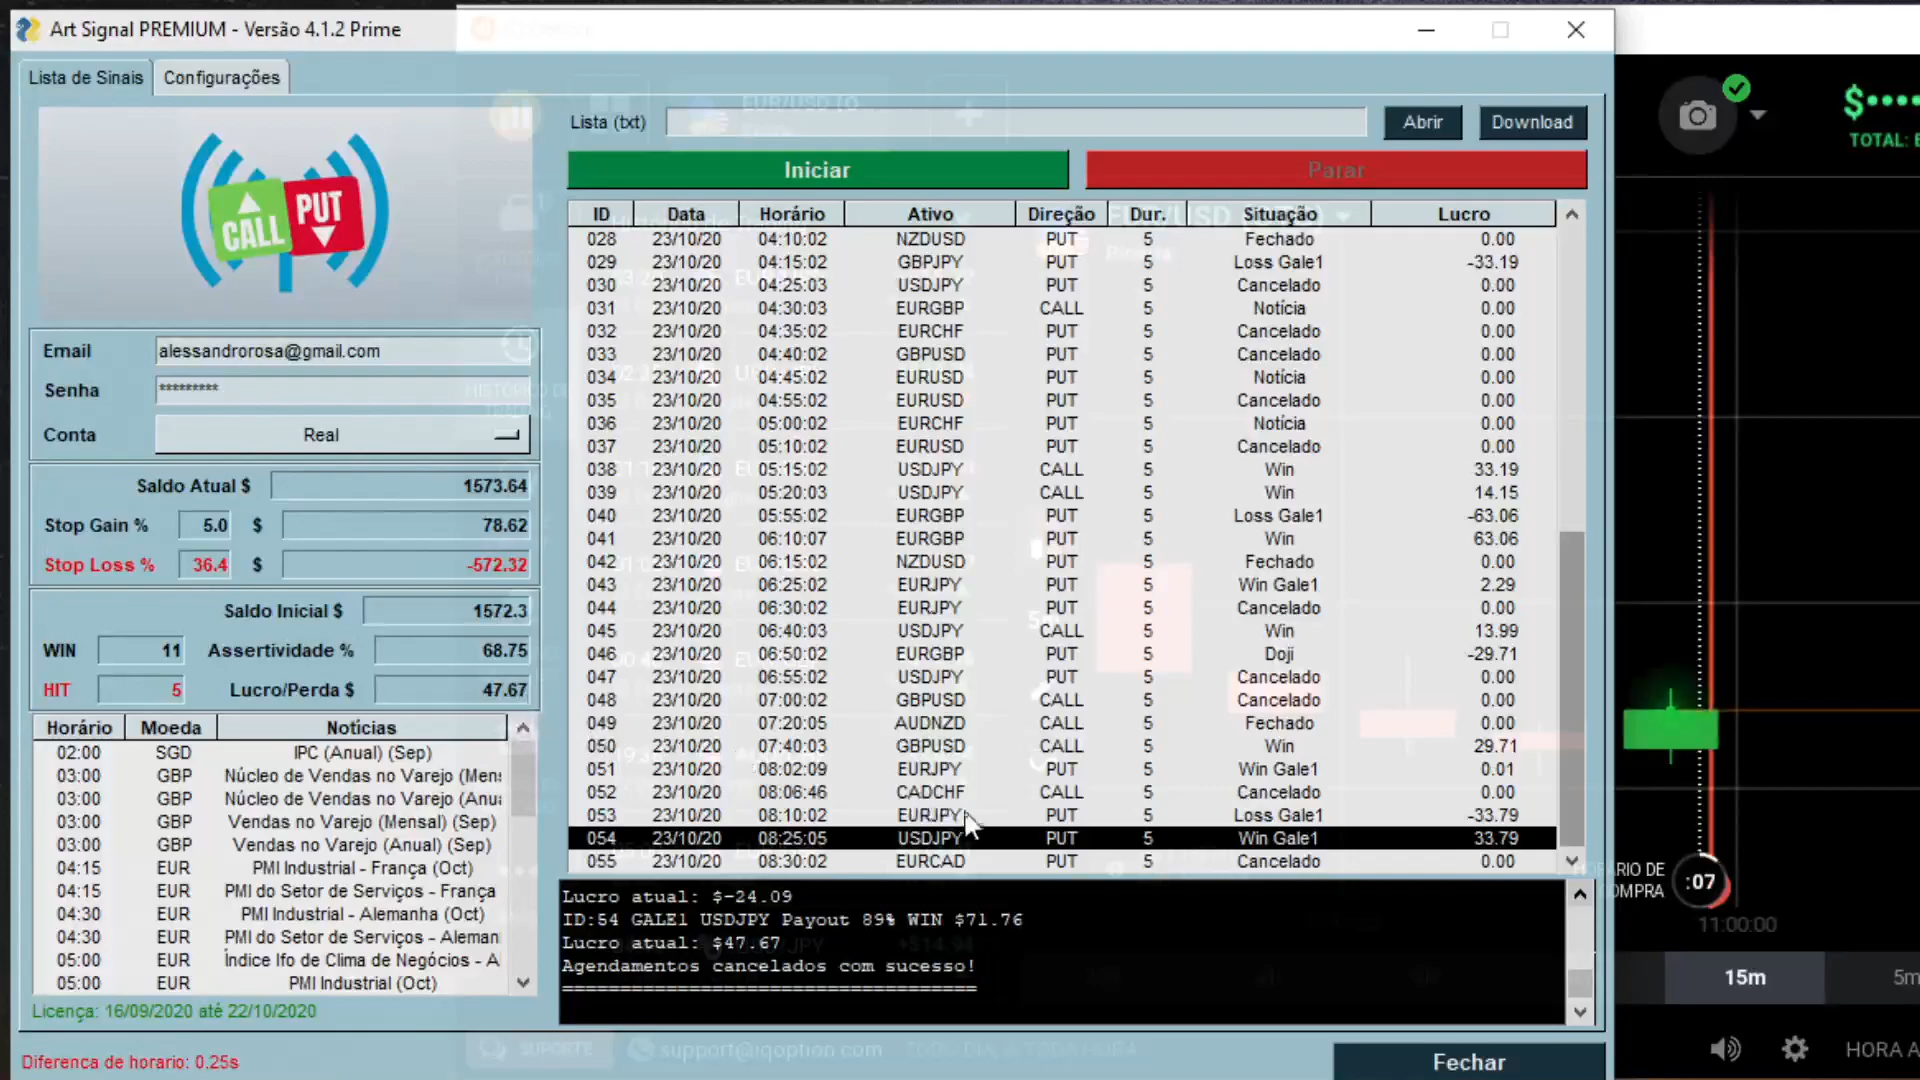 Art Signal PREMIUM - Versão 4.1.2 Prime
Lista de Sinais
Configurações
CALL
PUT
Lista (txt)
Abrir
Download
Iniciar
Parar
Email
alessandrorosa@gmail.com
Senha
*********
Conta
Real
Saldo Atual $ 1573.64
Stop Gain % 5.0 $ 78.62
Stop Loss % 36.4 $ -572.32
Saldo Inicial $ 1572.3
WIN 11 Assertividade % 68.75
HIT 5 Lucro/Perda $ 47.67
Horário Moeda Notícias
02:00 SGD IPC (Anual) (Sep)
03:00 GBP Núcleo de Vendas no Varejo (Mens
03:00 GBP Núcleo de Vendas no Varejo (Anua
03:00 GBP Vendas no Varejo (Mensal) (Sep)
03:00 GBP Vendas no Varejo (Anual) (Sep)
04:15 EUR PMI Industrial - França (Oct)
04:15 EUR PMI do Setor de Serviços - França
04:30 EUR PMI Industrial - Alemanha (Oct)
04:30 EUR PMI do Setor de Serviços - Aleman
05:00 EUR Índice Ifo de Clima de Negócios - A
05:00 EUR PMI Industrial (Oct)
Licença: 16/09/2020 até 22/10/2020
Diferenca de horario: 0.25s
ID Data Horário Ativo Direção Dur. Situação Lucro
028 23/10/20 04:10:02 NZDUSD PUT 5 Fechado 0.00
029 23/10/20 04:15:02 GBPJPY PUT 5 Loss Gale1 -33.19
030 23/10/20 04:25:03 USDJPY PUT 5 Cancelado 0.00
031 23/10/20 04:30:03 EURGBP CALL 5 Notícia 0.00
032 23/10/20 04:35:02 EURCHF PUT 5 Cancelado 0.00
033 23/10/20 04:40:02 GBPUSD PUT 5 Cancelado 0.00
034 23/10/20 04:45:02 EURUSD PUT 5 Notícia 0.00
035 23/10/20 04:55:02 EURUSD PUT 5 Cancelado 0.00
036 23/10/20 05:00:02 EURCHF PUT 5 Notícia 0.00
037 23/10/20 05:10:02 EURUSD PUT 5 Cancelado 0.00
038 23/10/20 05:15:02 USDJPY CALL 5 Win 33.19
039 23/10/20 05:20:03 USDJPY CALL 5 Win 14.15
040 23/10/20 05:55:02 EURGBP PUT 5 Loss Gale1 -63.06
041 23/10/20 06:10:07 EURGBP PUT 5 Win 63.06
042 23/10/20 06:15:02 NZDUSD PUT 5 Fechado 0.00
043 23/10/20 06:25:02 EURJPY PUT 5 Win Gale1 2.29
044 23/10/20 06:30:02 EURJPY PUT 5 Cancelado 0.00
045 23/10/20 06:40:03 USDJPY CALL 5 Win 13.99
046 23/10/20 06:50:02 EURGBP PUT 5 Doji -29.71
047 23/10/20 06:55:02 USDJPY PUT 5 Cancelado 0.00
048 23/10/20 07:00:02 GBPUSD CALL 5 Cancelado 0.00
049 23/10/20 07:20:05 AUDNZD CALL 5 Fechado 0.00
050 23/10/20 07:40:03 GBPUSD CALL 5 Win 29.71
051 23/10/20 08:02:09 EURJPY PUT 5 Win Gale1 0.01
052 23/10/20 08:06:46 CADCHF CALL 5 Cancelado 0.00
053 23/10/20 08:10:02 EURJPY PUT 5 Loss Gale1 -33.79
054 23/10/20 08:25:05 USDJPY PUT 5 Win Gale1 33.79
055 23/10/20 08:30:02 EURCAD PUT 5 Cancelado 0.00
Lucro atual: $-24.09
ID:54 GALE1 USDJPY Payout 89% WIN $71.76
Lucro atual: $47.67
Agendamentos cancelados com sucesso!
====================================
SUPORTE
support@iqoption.com
Fechar
TOTAL:
:07
11:00:00
15m
5m
HORA A